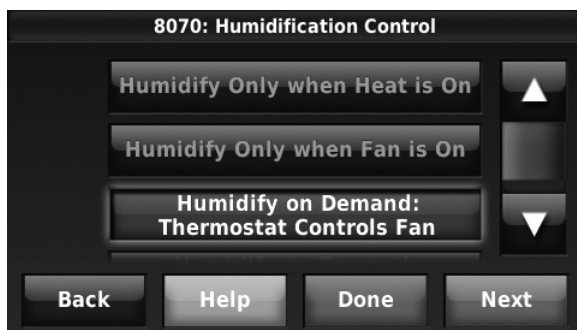 8070: Humidification Control
Humidify Only when Heat is On
Humidify Only when Fan is On
Humidify on Demand:
Thermostat Controls Fan
Back
Help
Done
Next